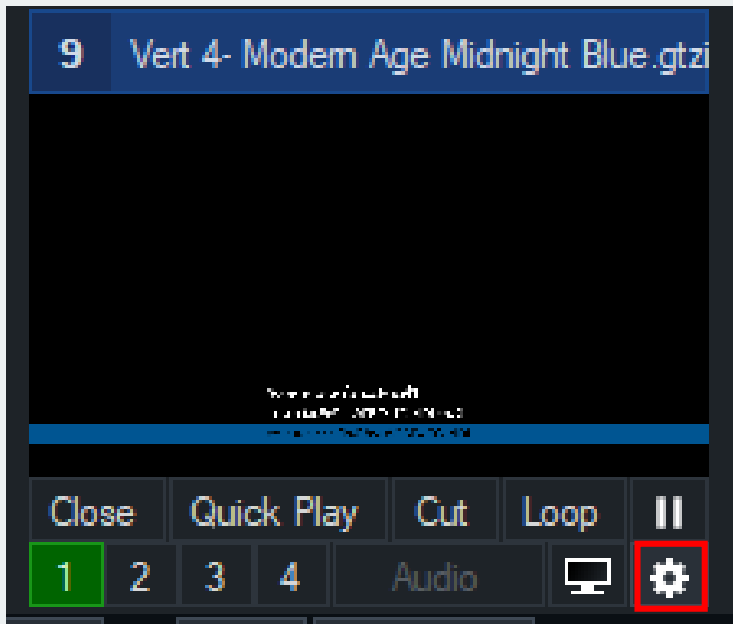 9 Vert 4- Modern Age Midnight Blue.gtzi
Close Quick Play Cut Loop
1 2 3 4 Audio